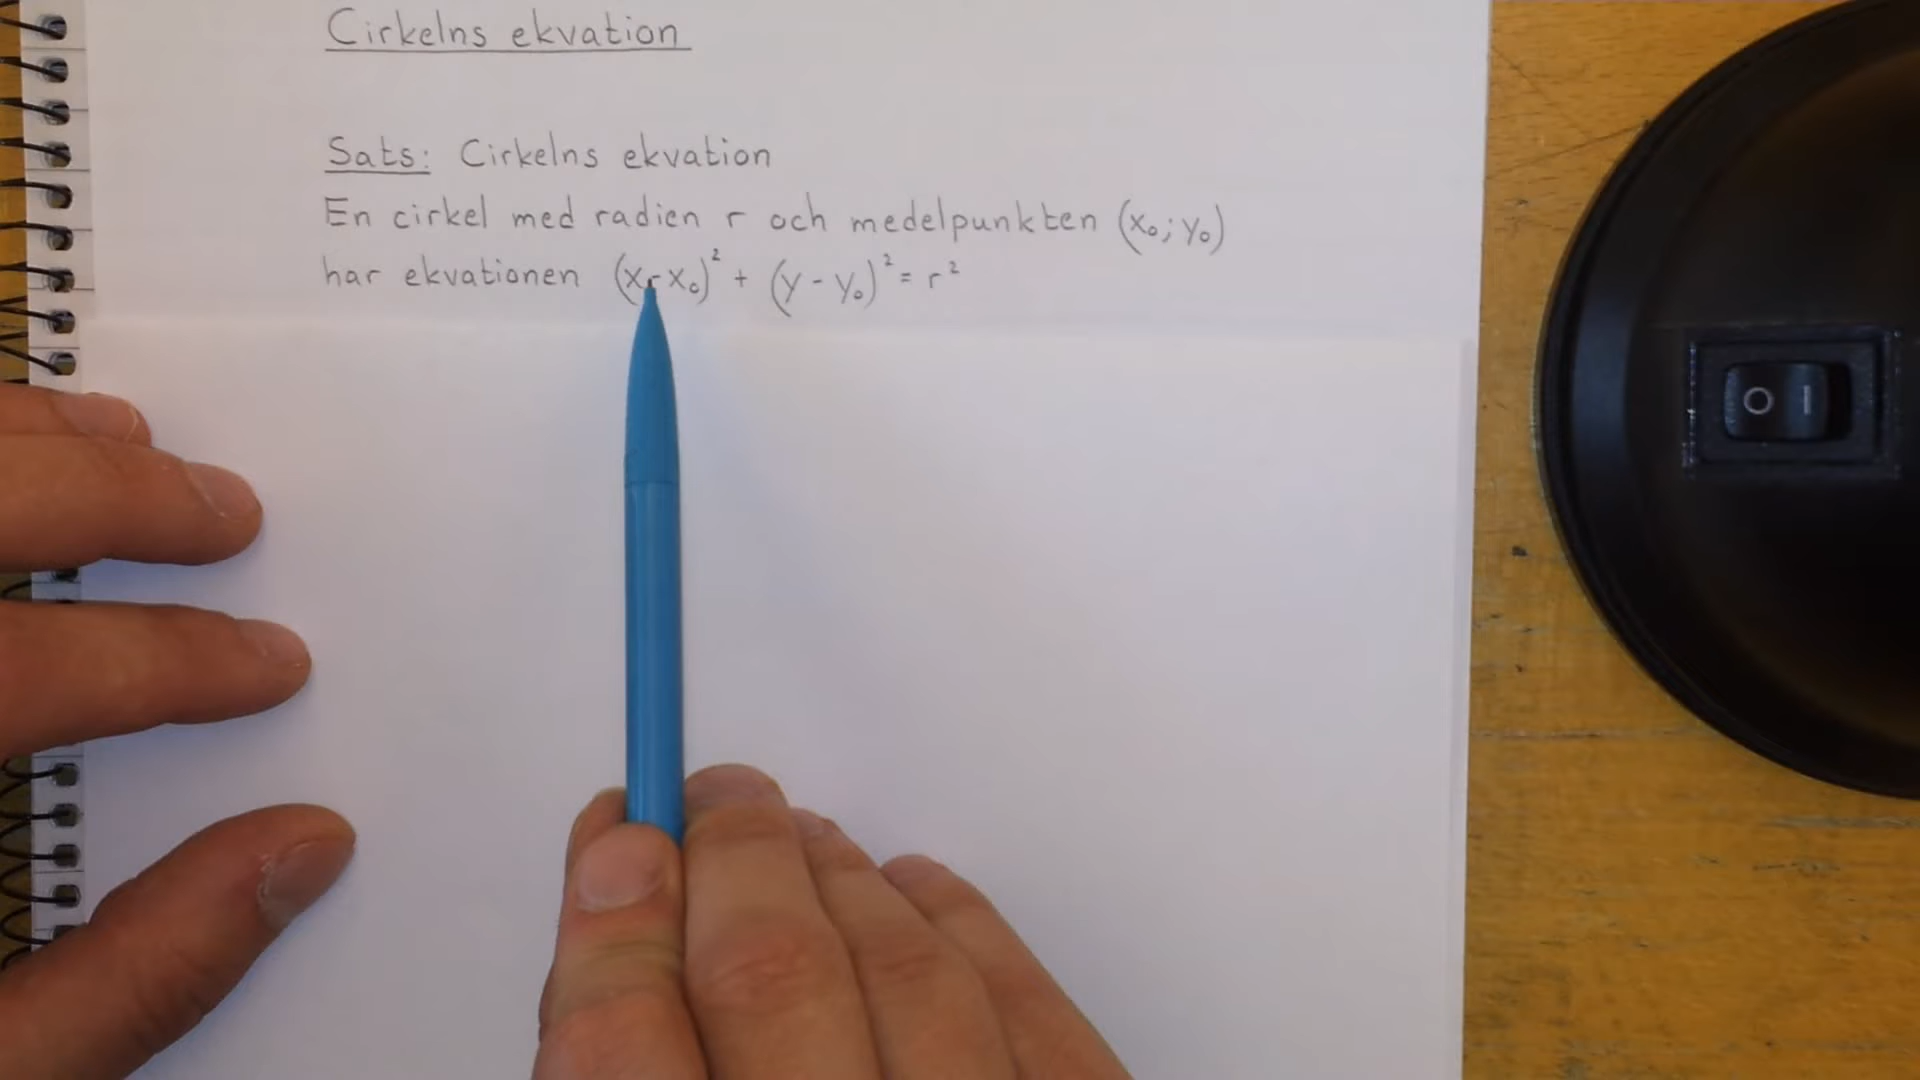 Cirkelns ekvation
Sats: Cirkelns ekvation
En cirkel med radien r och medelpunkten (x₀; y₀)
har ekvationen (x - x₀)² + (y - y₀)² = r²